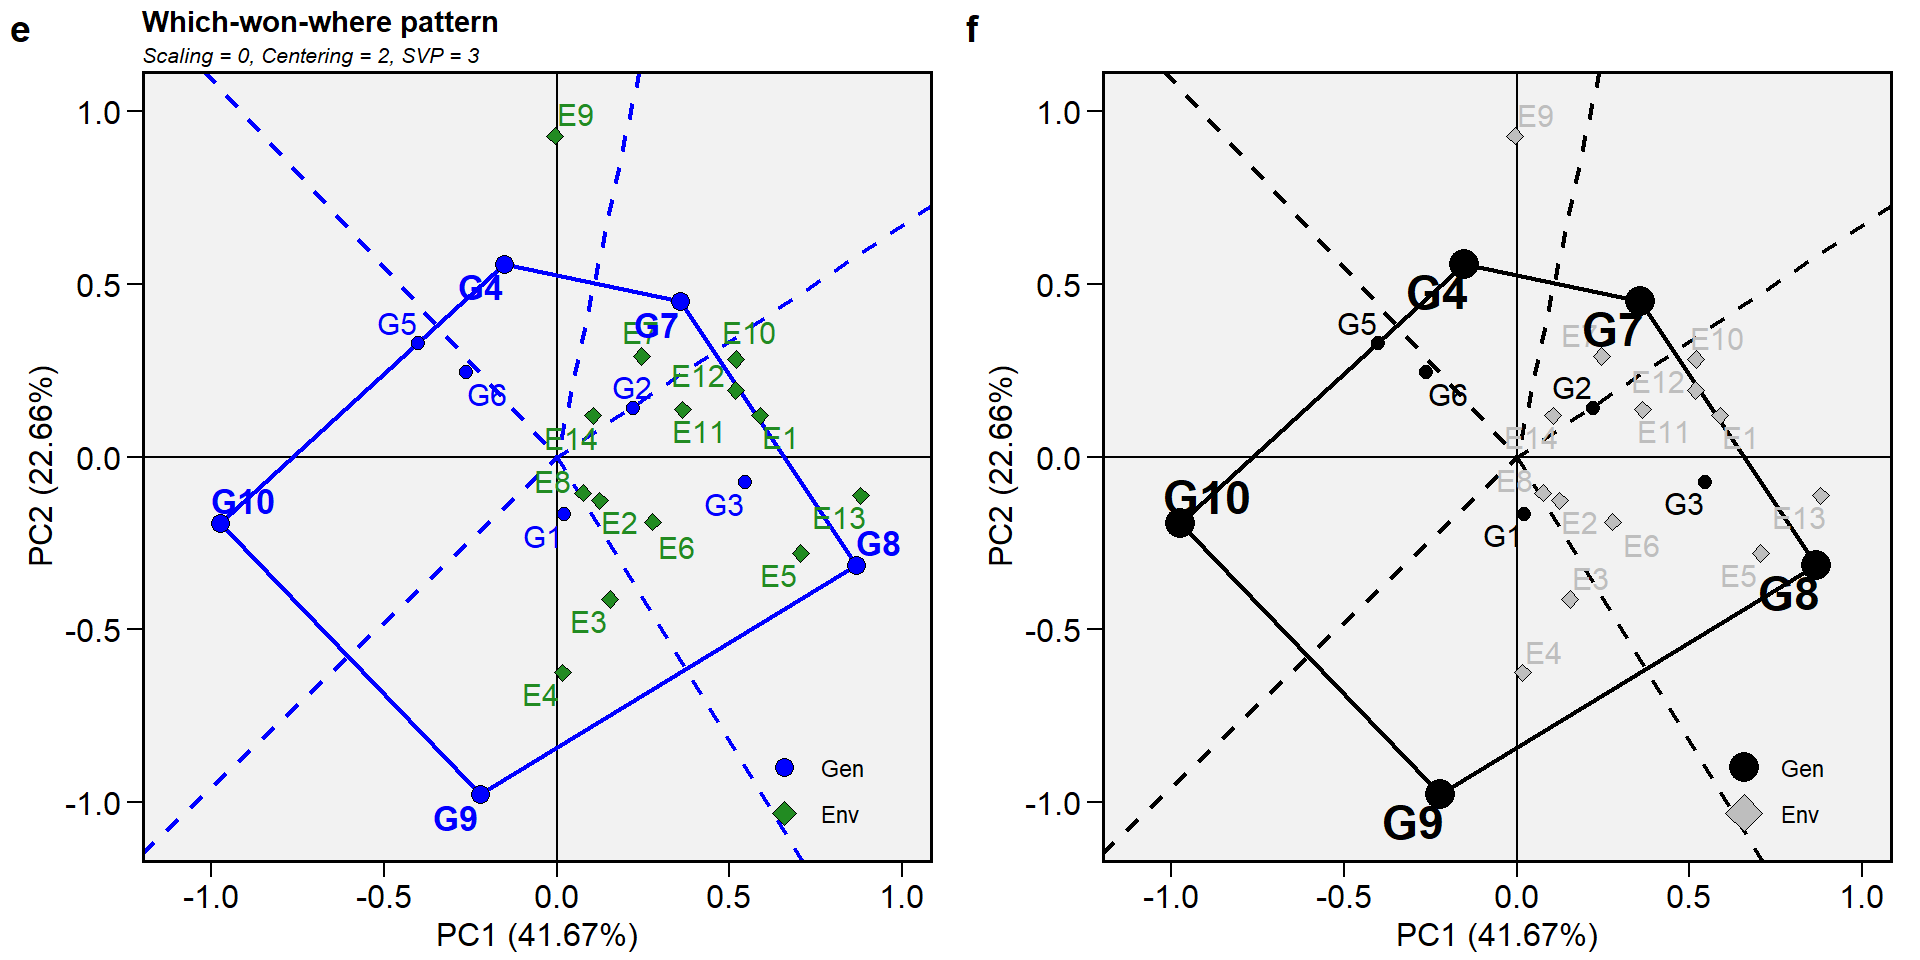 e
Which-won-where pattern
Scaling = 0, Centering = 2, SVP = 3
1.0
0.5
0.0
-0.5
-1.0
PC2 (22.66%)
E9
G4
G5
G6
G7
E7
E10
E12
G2
E11
E1
E14
E8
G10
G3
E13
G8
G1
E2
E6
E5
E3
E4
G9
Gen
Env
-1.0
-0.5
0.0
0.5
1.0
PC1 (41.67%)
f
1.0
0.5
0.0
-0.5
-1.0
PC2 (22.66%)
E9
G4
G5
G6
G7
E7
E10
E12
G2
E11
E1
E14
E8
G10
G3
E13
G8
G1
E2
E6
E5
E3
E4
G9
Gen
Env
-1.0
-0.5
0.0
0.5
1.0
PC1 (41.67%)